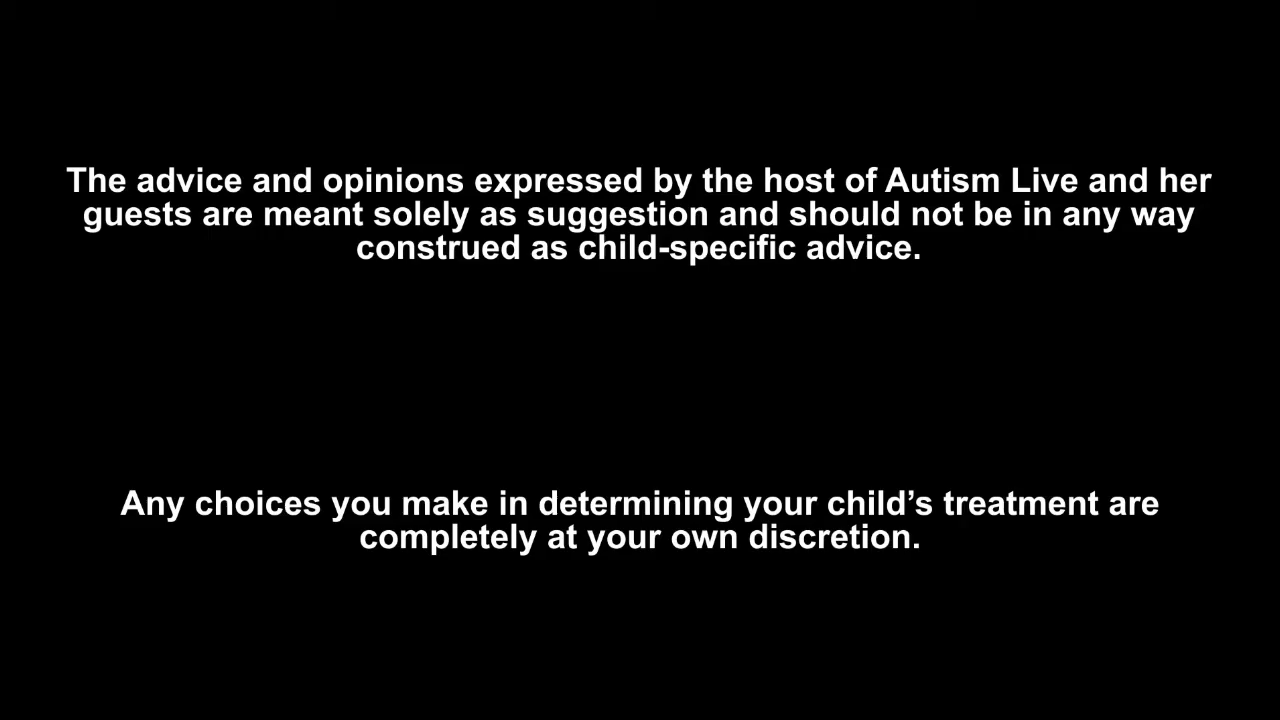 The advice and opinions expressed by the host of Autism Live and her
guests are meant solely as suggestion and should not be in any way
construed as child-specific advice.
Any choices you make in determining your child’s treatment are
completely at your own discretion.